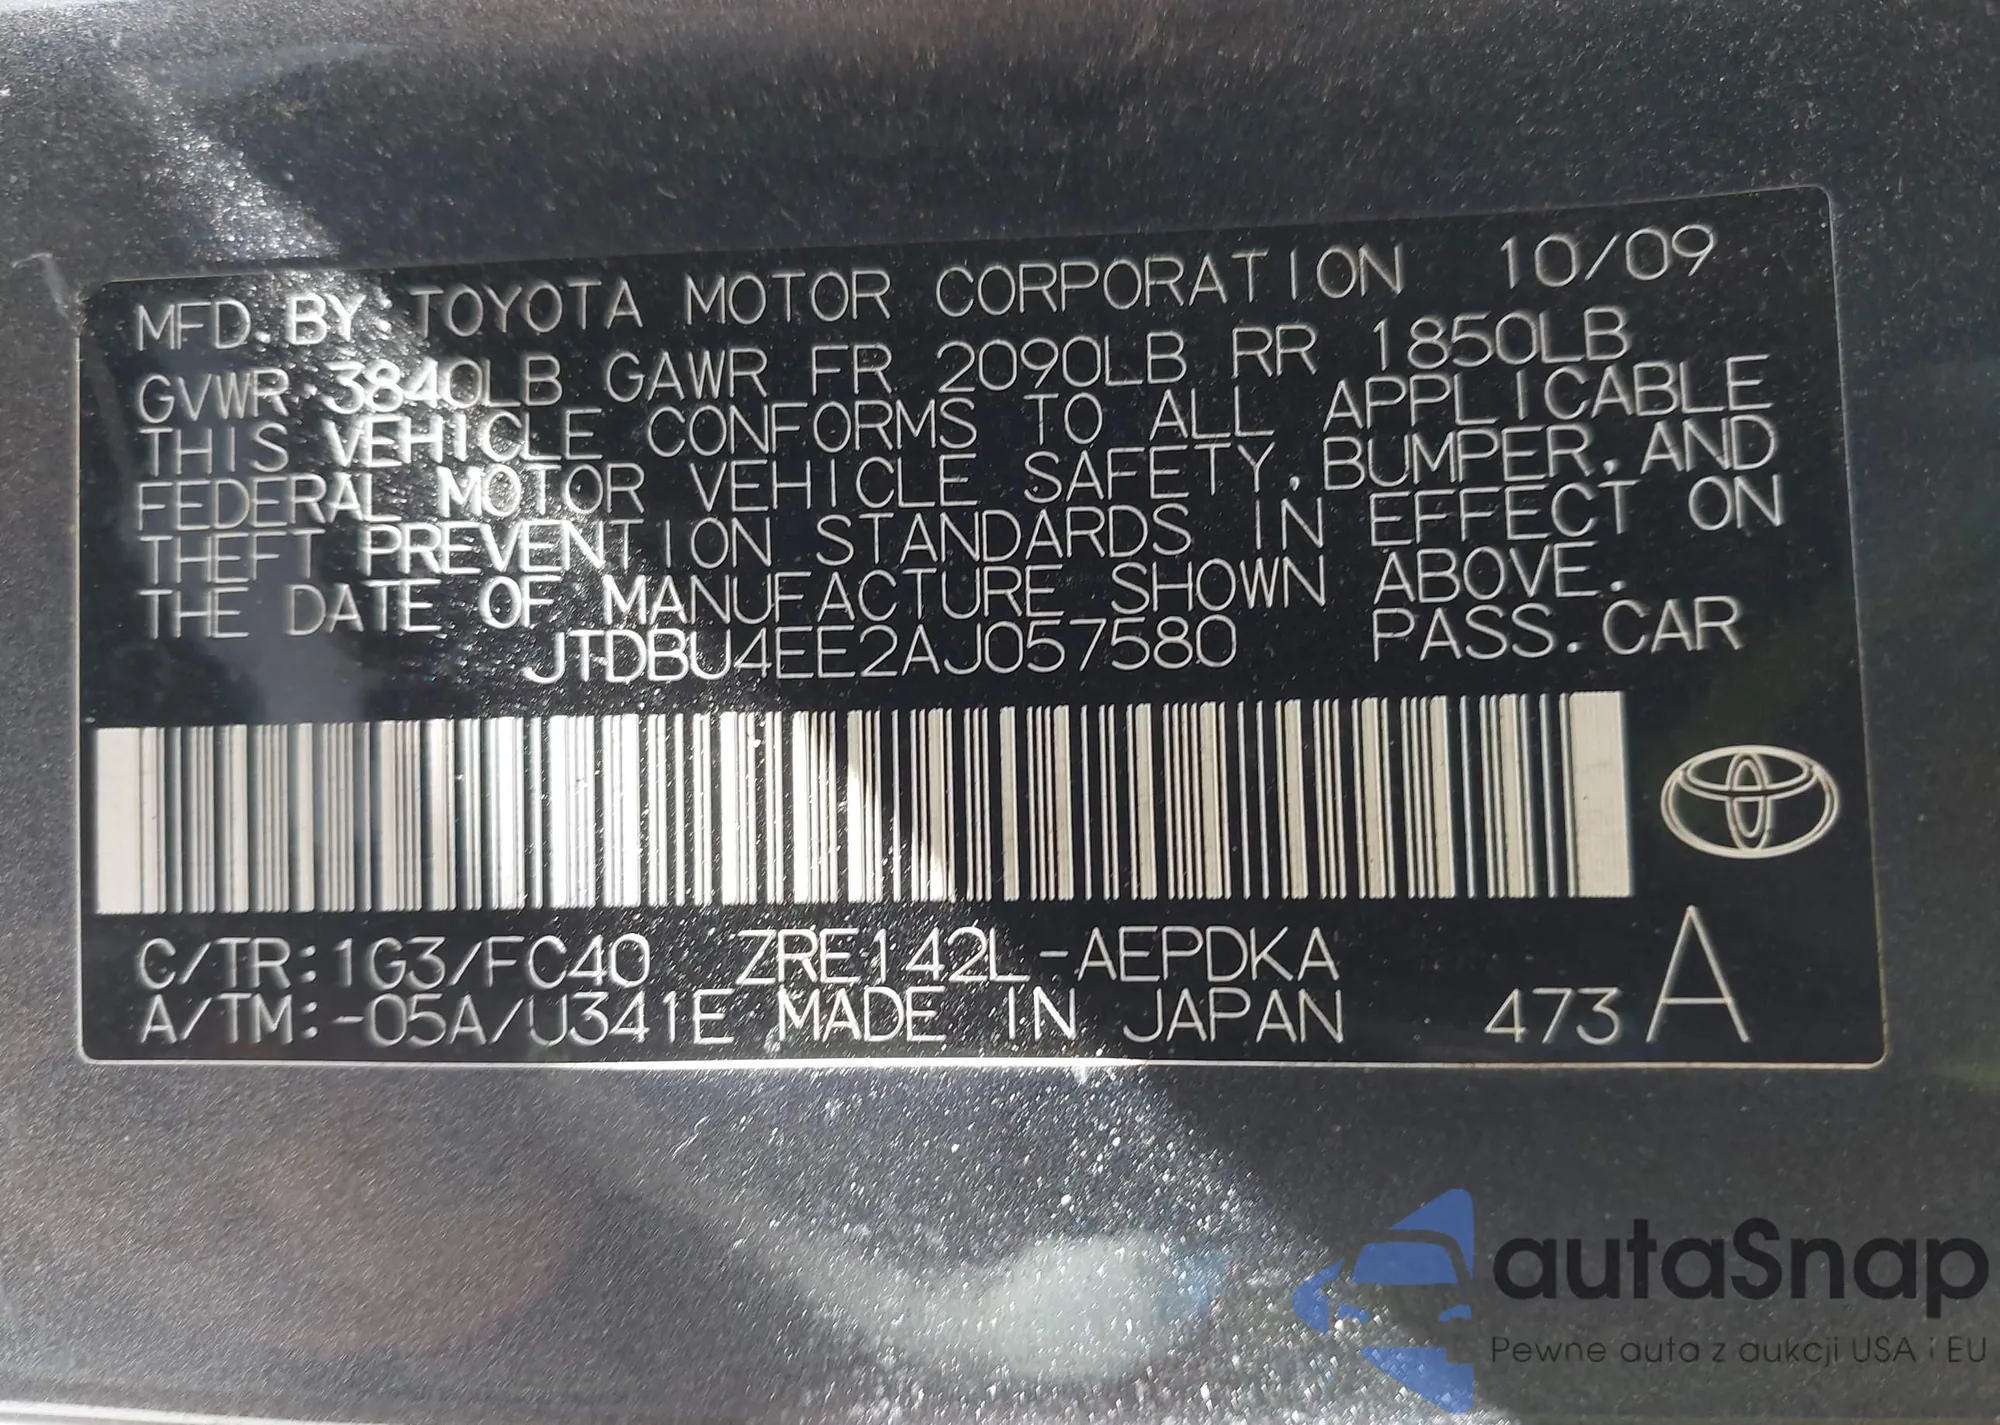 MFD. BY: TOYOTA MOTOR CORPORATION 10/09
GVWR 3840LB GAWR FR 2090LB RR 1850LB
THIS VEHICLE CONFORMS TO ALL APPLICABLE
FEDERAL MOTOR VEHICLE SAFETY, BUMPER, AND
THEFT PREVENTION STANDARDS IN EFFECT ON
THE DATE OF MANUFACTURE SHOWN ABOVE.
JTDBU4EE2AJ057580 PASS. CAR
C/TR:1G3/FC40 ZRE142L-AEPDKA
A/TM:-05A/U341E MADE IN JAPAN 473 A
autaSnap
Pewne auta z aukcji USA i EU